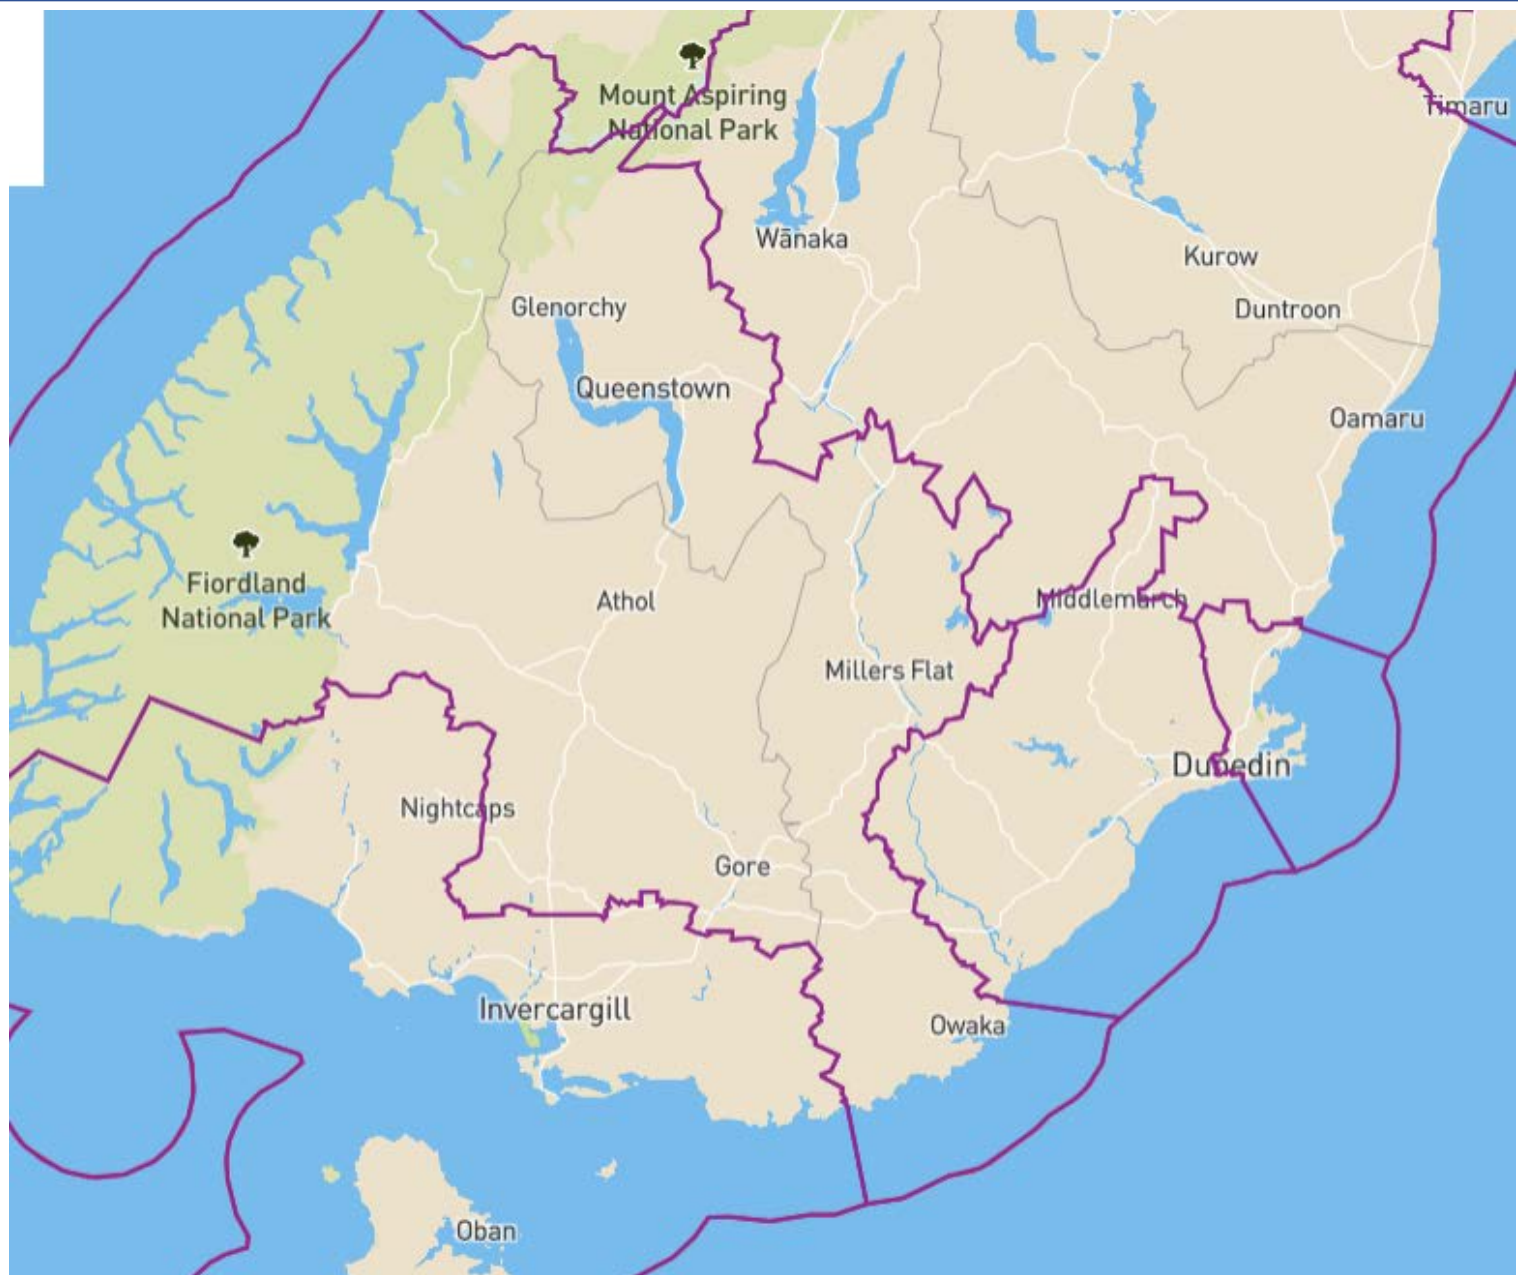 Mount Aspiring
National Park
Timaru
Wānaka
Kurow
Glenorchy
Duntroon
Queenstown
Oamaru
Fiordland
National Park
Athol
Middlemarch
Millers Flat
Dunedin
Nightcaps
Gore
Invercargill
Owaka
Oban